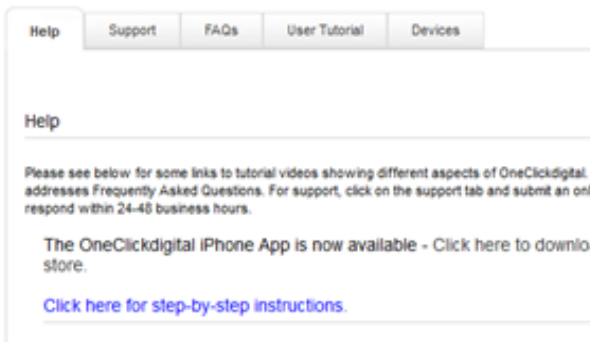 Help Support FAQs User Tutorial Devices
Help
Please see below for some links to tutorial videos showing different aspects of OneClickdigital.
addresses Frequently Asked Questions. For support, click on the support tab and submit an
respond within 24-48 business hours.
The OneClickdigital iPhone App is now available - Click here to
store.
Click here for step-by-step instructions.